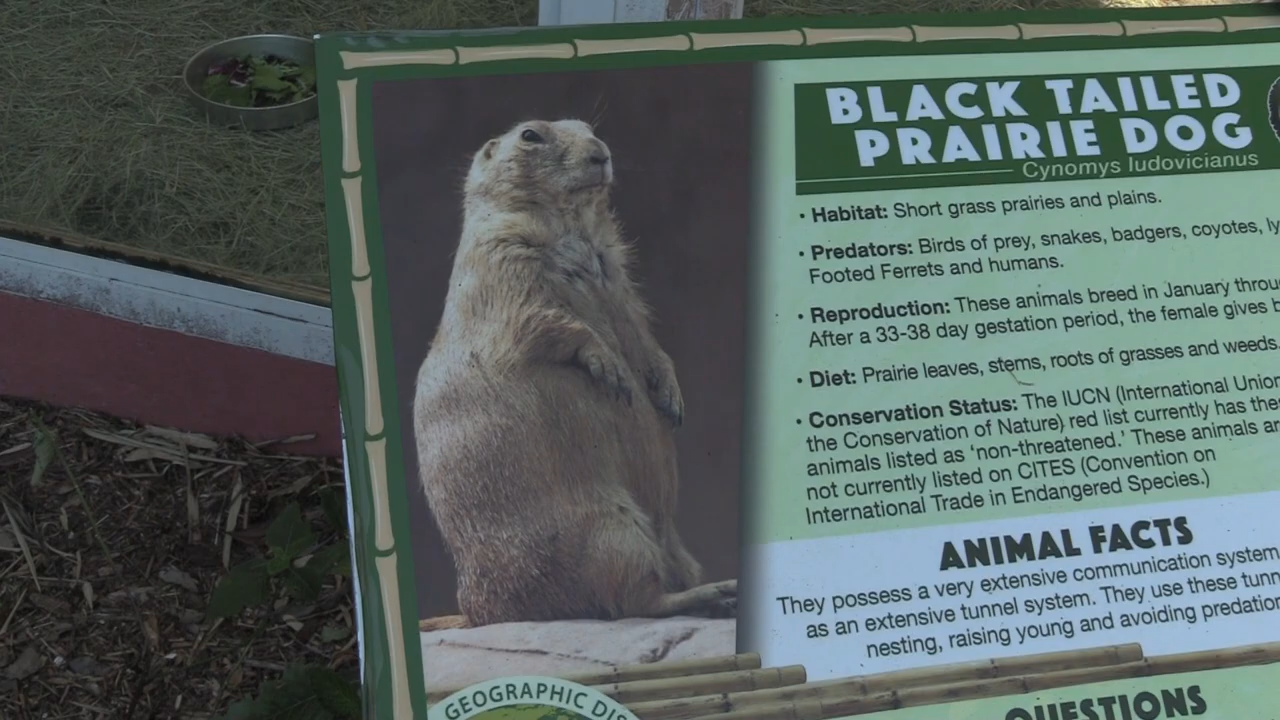 BLACK TAILED
PRAIRIE DOG
Cynomys ludovicianus
• Habitat: Short grass prairies and plains.
• Predators: Birds of prey, snakes, badgers, coyotes,
Footed Ferrets and humans.
• Reproduction: These animals breed in January
After a 33-38 day gestation period, the female gives
• Diet: Prairie leaves, stems, roots of grasses and weeds.
• Conservation Status: The IUCN (International Union
the Conservation of Nature) red list currently has
animals listed as 'non-threatened.' These animals
not currently listed on CITES (Convention on
International Trade in Endangered Species.)
ANIMAL FACTS
They possess a very extensive communication system
as an extensive tunnel system. They use these
nesting, raising young and avoiding
QUESTIONS
GEOGRAPHIC